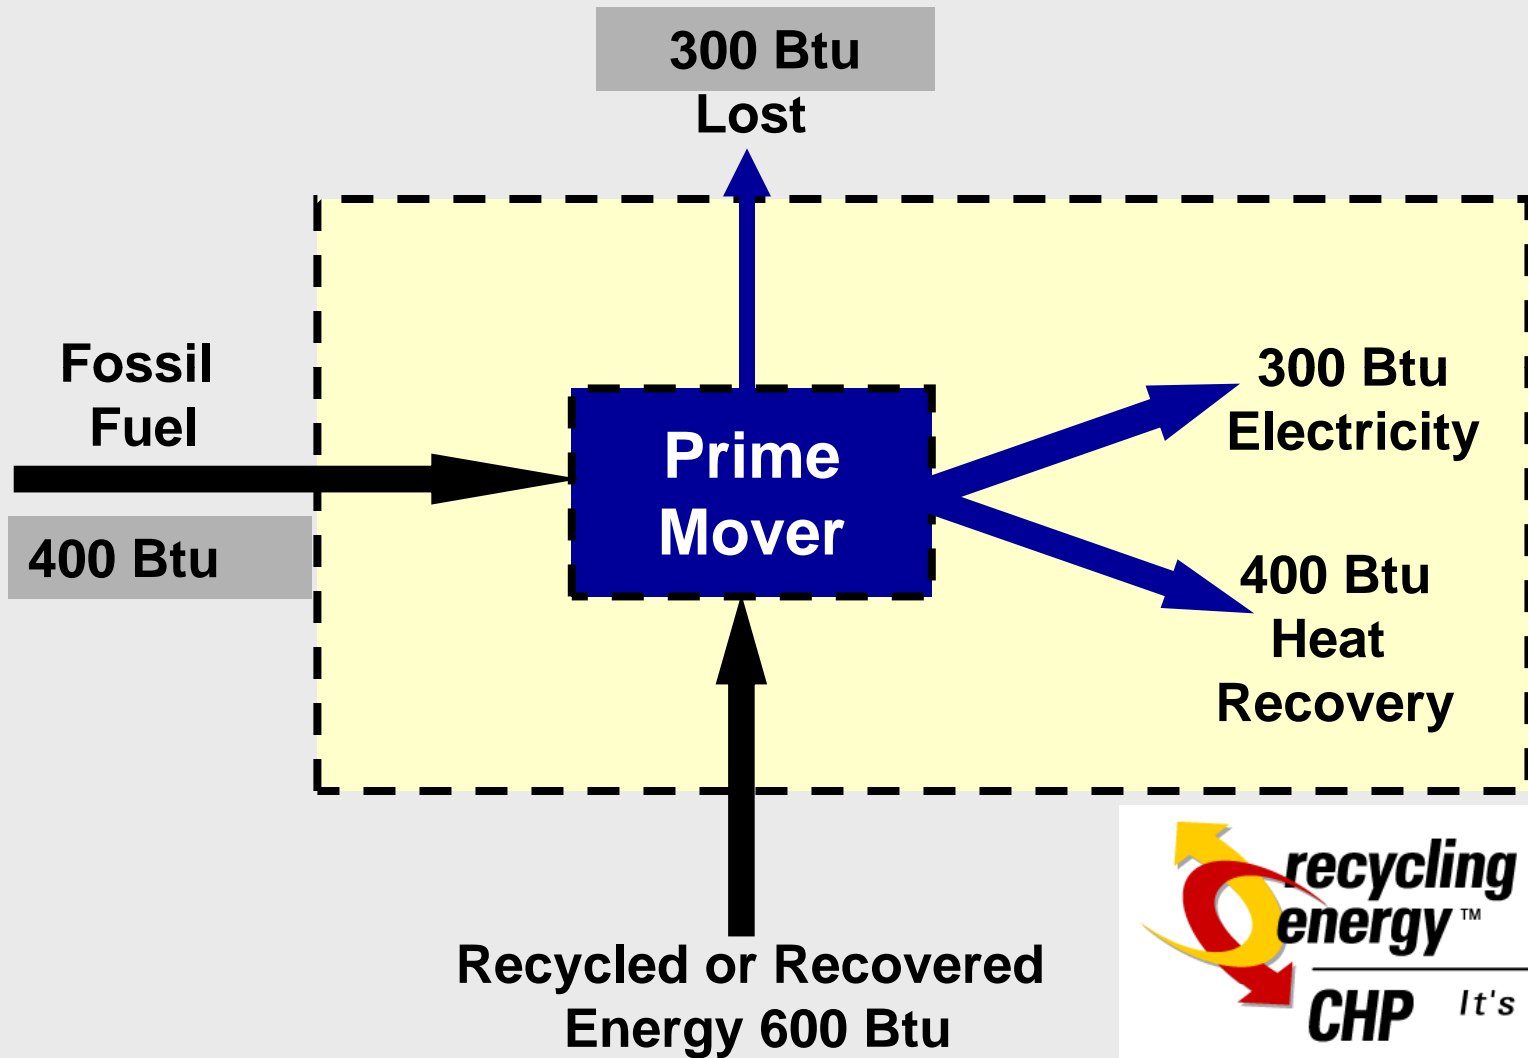 300 Btu
Lost
Fossil
Fuel
400 Btu
Prime
Mover
300 Btu
Electricity
400 Btu
Heat
Recovery
Recycled or Recovered
Energy 600 Btu
recycling
energy™
CHP It's